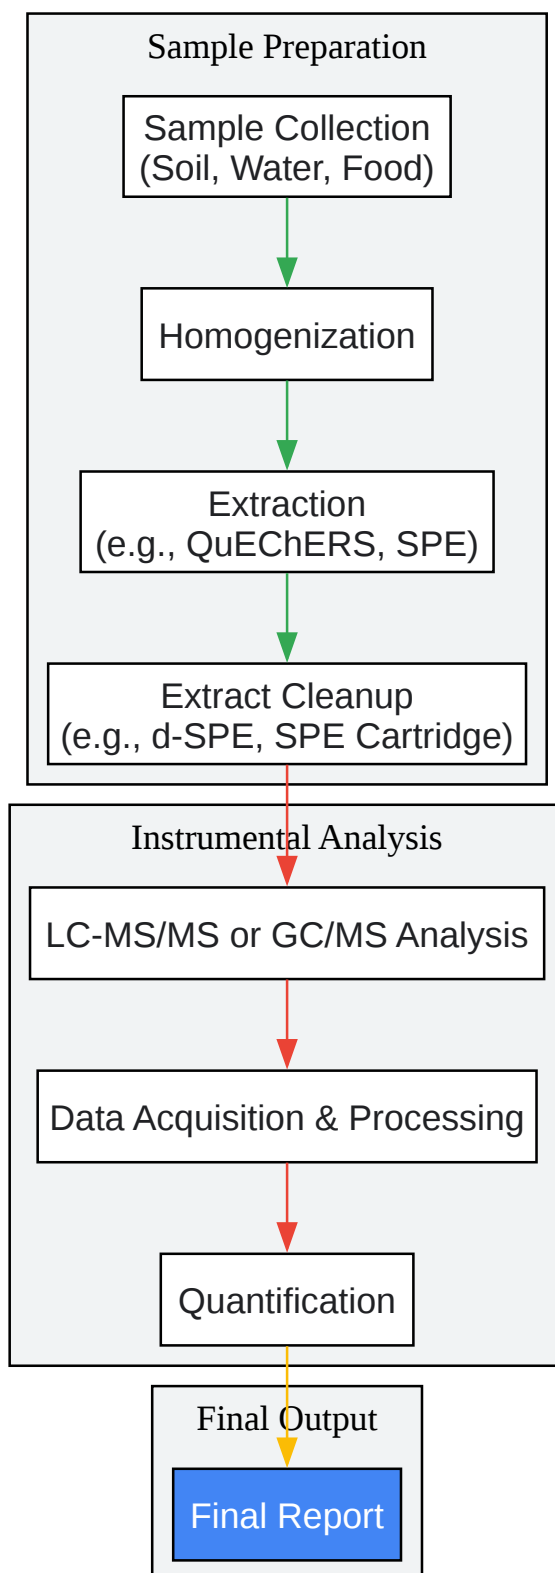 Sample Preparation
Sample Collection
(Soil, Water, Food)
Homogenization
Extraction
(e.g., QuEChERS, SPE)
Extract Cleanup
(e.g., d-SPE, SPE Cartridge)
Instrumental Analysis
LC-MS/MS or GC/MS Analysis
Data Acquisition & Processing
Quantification
Final Output
Final Report